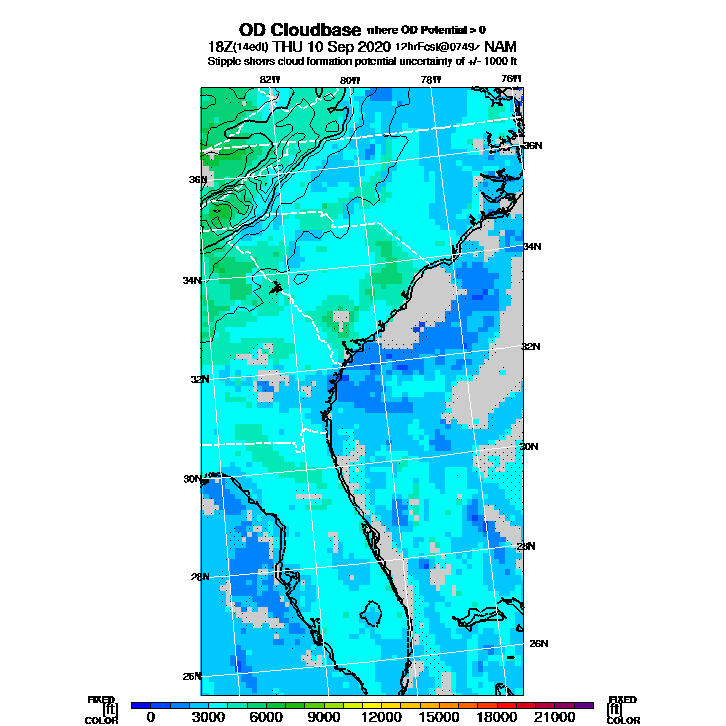 OD Cloudbase where OD Potential > 0
18Z(14edt) THU 10 Sep 2020 12hrFcst@0749z NAM
Stipple shows cloud formation potential uncertainty of +/- 1000 ft
82W 80W 78W 76W
36N
36N
34N
34N
32N
32N
30N
30N
28N
28N
26N
26N
FIXED FIXED
[ft] 0 3000 6000 9000 12000 15000 18000 21000 [ft]
COLOR COLOR